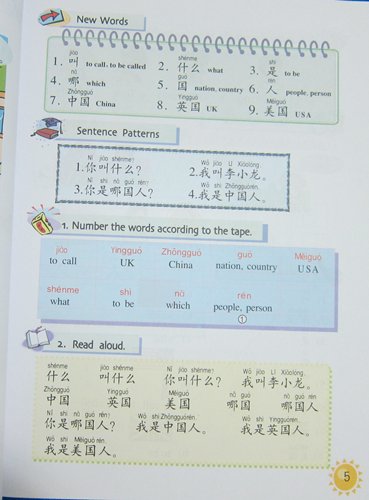 New Words
jiào shénme shì
1. 叫 to call, to be called 2. 什么 what 3. 是 to be
nǎ guó rén
4. 哪 which 5. 国 nation, country 6. 人 people, person
Zhōngguó Yīngguó Měiguó
7. 中国 China 8. 英国 UK 9. 美国 USA
Sentence Patterns
Nǐ jiào shénme? Wǒ jiào Lǐ Xiǎolóng.
1.你叫什么? 2.我叫李小龙。
Nǐ shì nǎ guó rén? Wǒ shì Zhōngguórén.
3.你是哪国人? 4.我是中国人。
1. Number the words according to the tape.
jiào Yīngguó Zhōngguó guó Měiguó
to call UK China nation, country USA
shénme shì nǎ rén
what to be which people, person
①
2. Read aloud.
shénme jiào shénme Nǐ jiào shénme? Wǒ jiào Lǐ Xiǎolóng.
什么 叫什么 你叫什么? 我叫李小龙。
Zhōngguó Yīngguó Měiguó nǎ guó nǎ guó rén
中国 英国 美国 哪国 哪国人
Nǐ shì nǎ guó rén? Wǒ shì Zhōngguórén. Wǒ shì Yīngguórén.
你是哪国人? 我是中国人。 我是英国人。
Wǒ shì Měiguórén.
我是美国人。
5